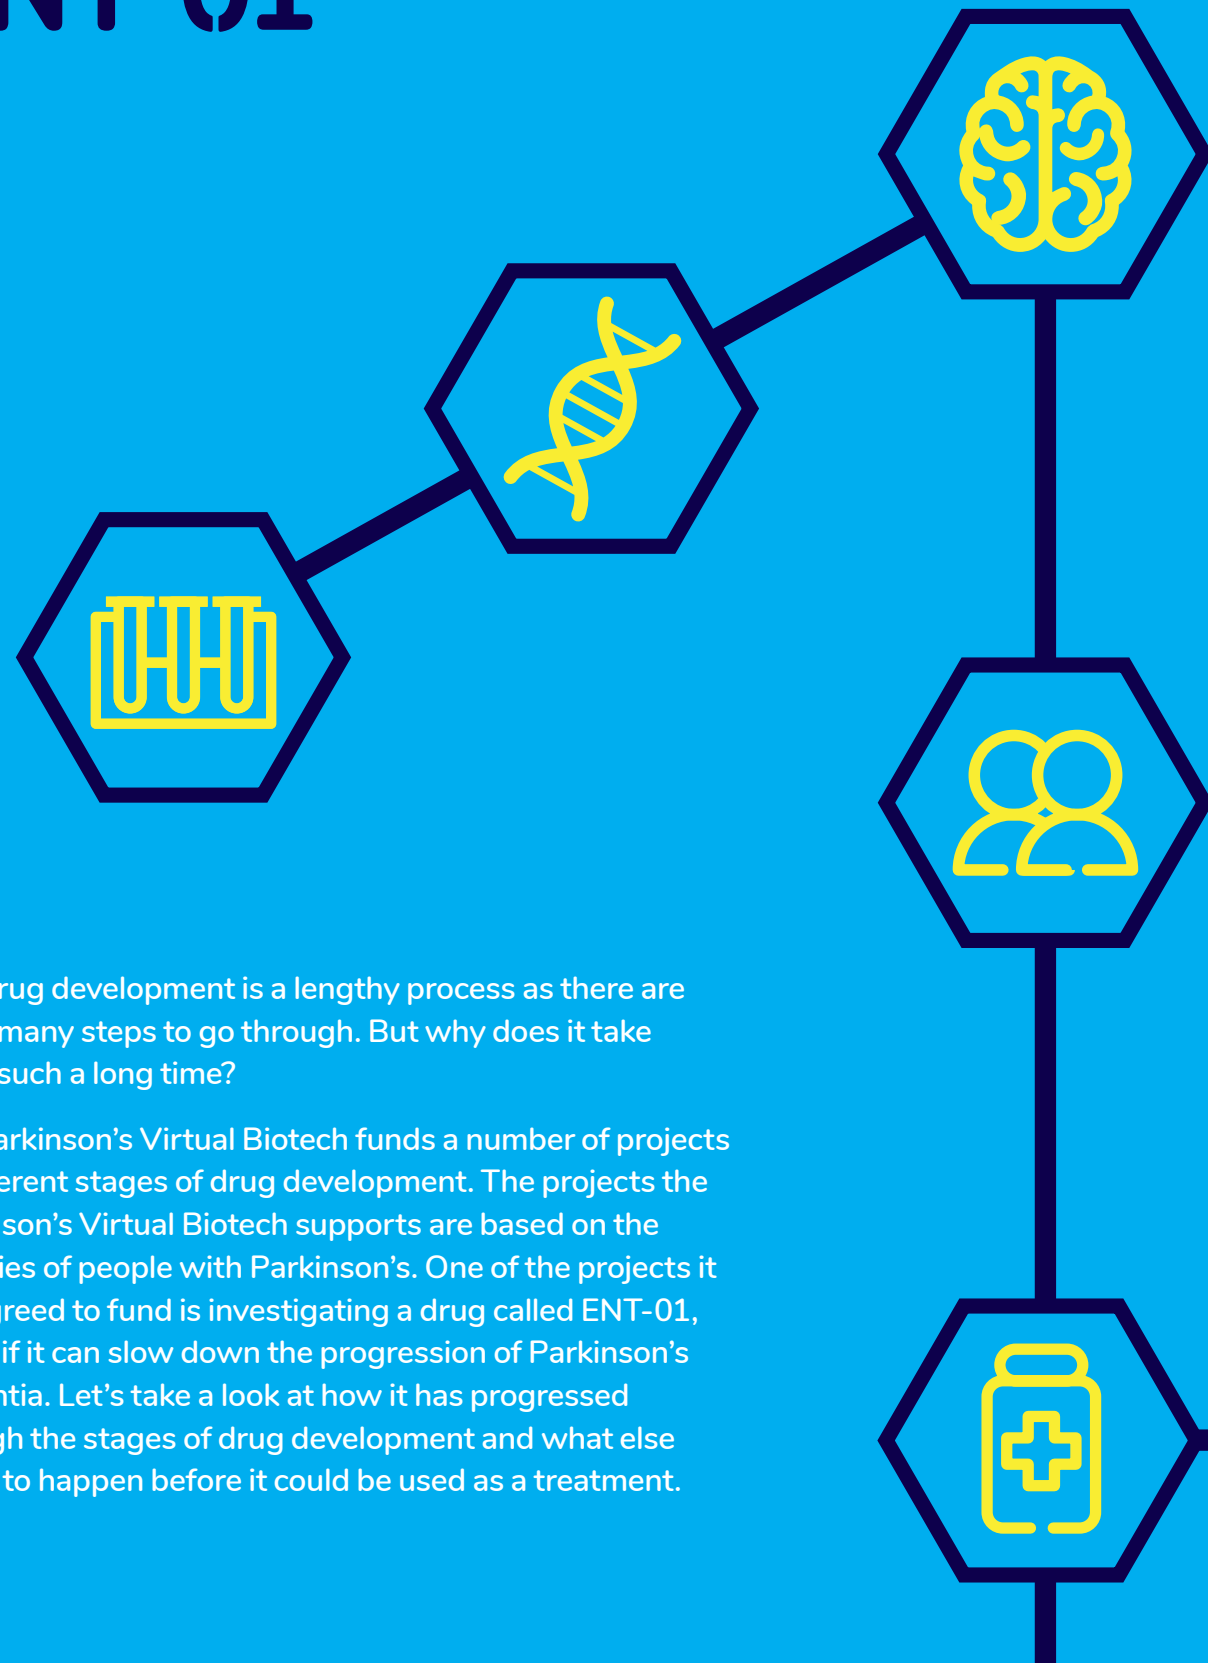 NT-01
rug development is a lengthy process as there are
many steps to go through. But why does it take
such a long time?
arkinson's Virtual Biotech funds a number of projects
erent stages of drug development. The projects the
son's Virtual Biotech supports are based on the
ies of people with Parkinson's. One of the projects it
greed to fund is investigating a drug called ENT-01,
if it can slow down the progression of Parkinson's
ntia. Let's take a look at how it has progressed
gh the stages of drug development and what else
to happen before it could be used as a treatment.